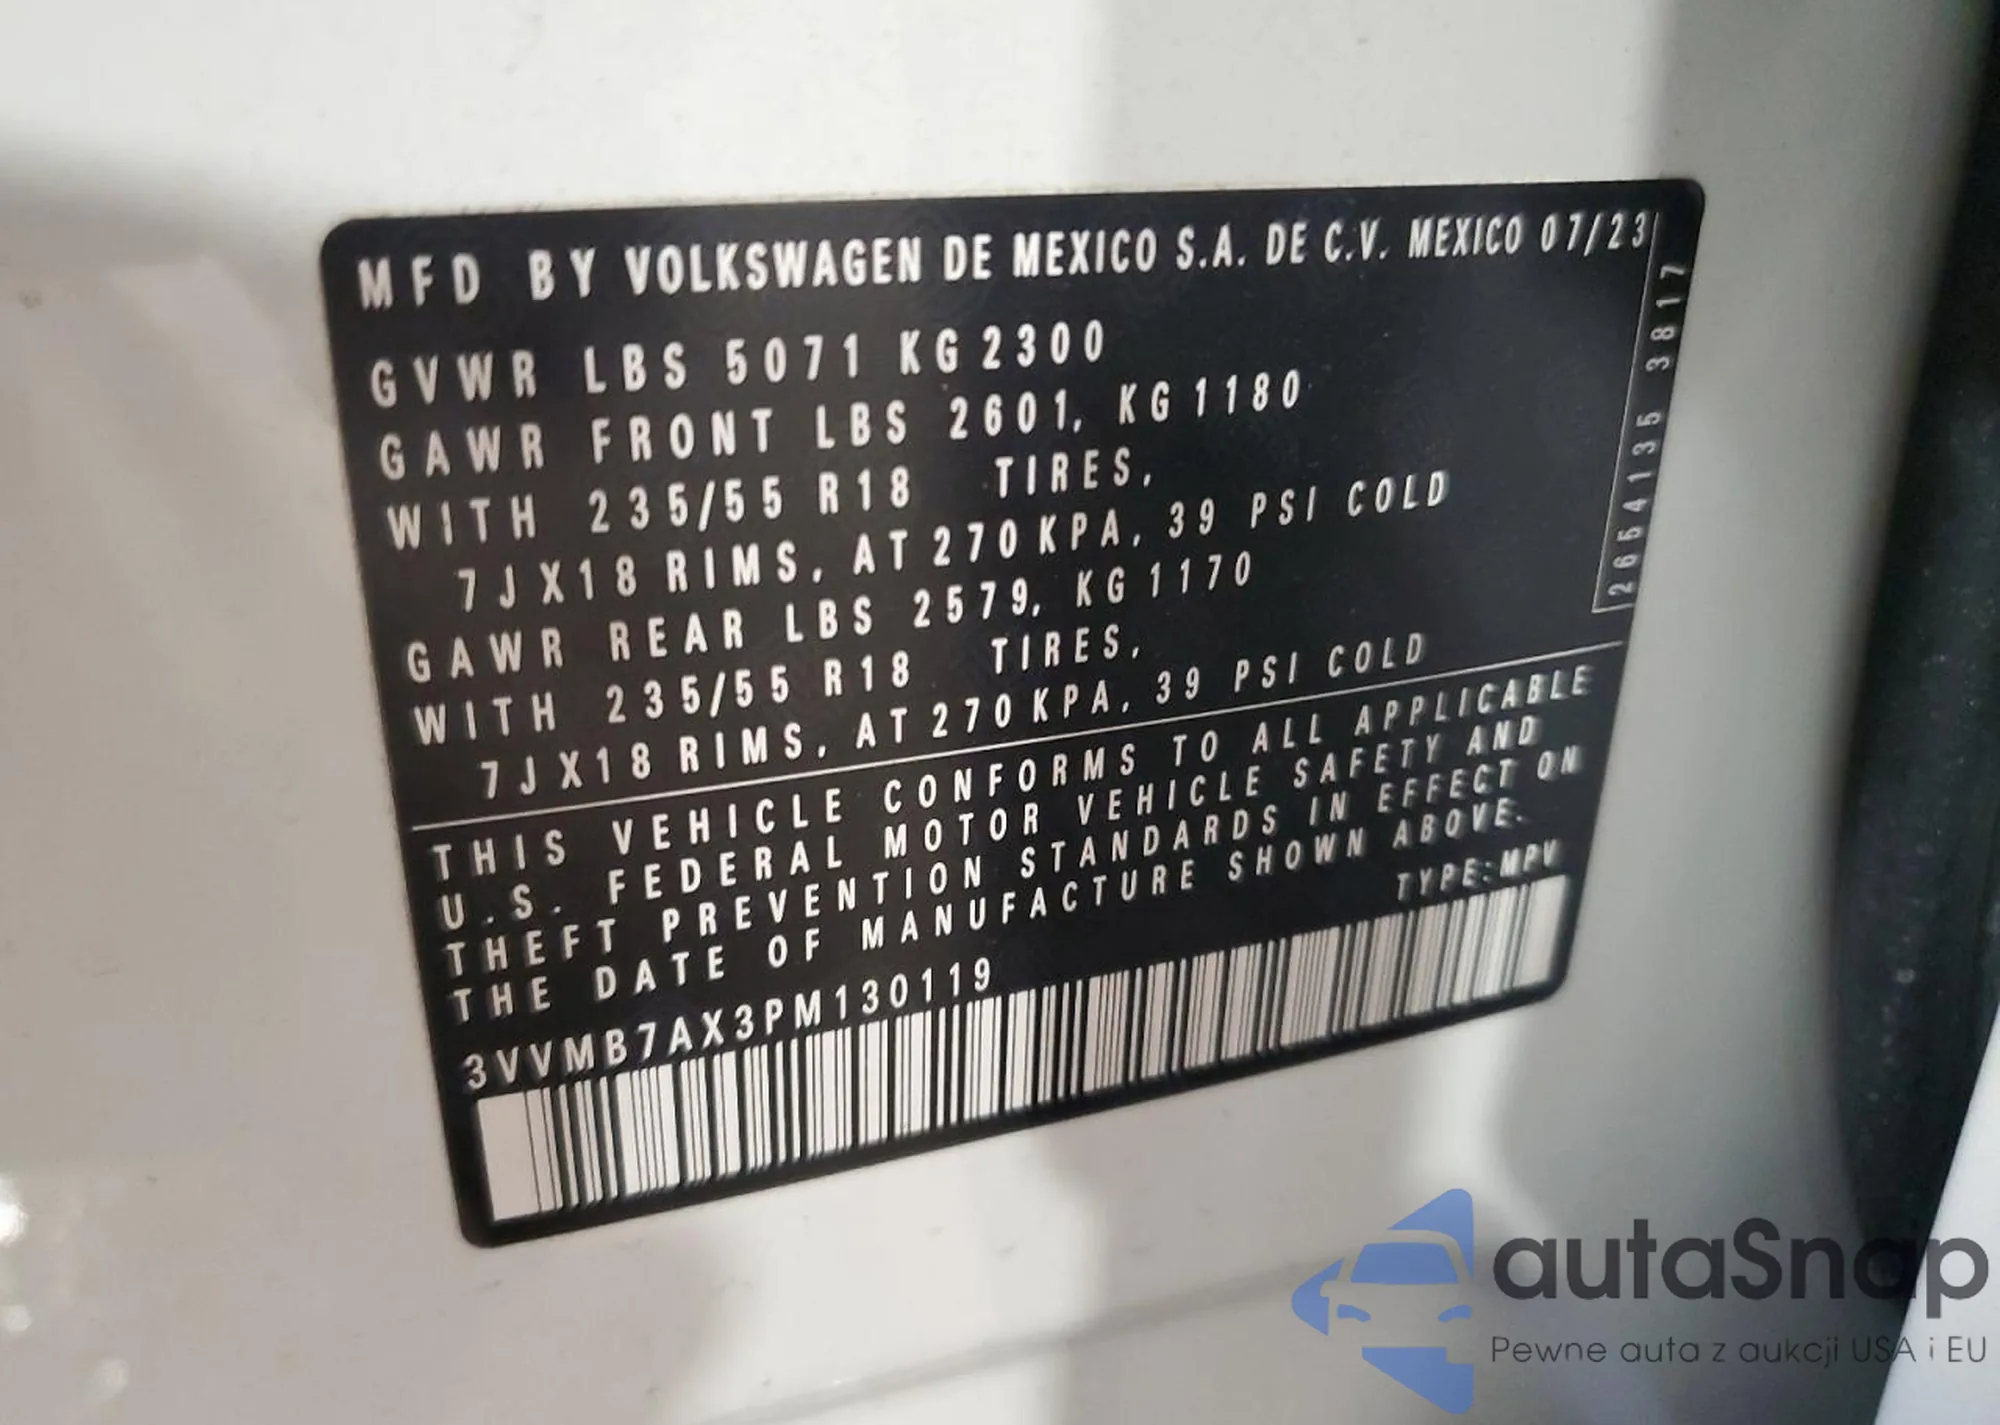 MFD BY VOLKSWAGEN DE MEXICO S.A. DE C.V. MEXICO 07/23
GVWR LBS 5071 KG 2300
GAWR FRONT LBS 2601, KG 1180
WITH 235/55 R18 TIRES,
7J X18 RIMS, AT 270 KPA, 39 PSI COLD
GAWR REAR LBS 2579, KG 1170
WITH 235/55 R18 TIRES,
7J X18 RIMS, AT 270 KPA, 39 PSI COLD
2654135 3817
THIS VEHICLE CONFORMS TO ALL APPLICABLE
U.S. FEDERAL MOTOR VEHICLE SAFETY AND
THEFT PREVENTION STANDARDS IN EFFECT ON
THE DATE OF MANUFACTURE SHOWN ABOVE.
3VVMB7AX3PM130119 TYPE:MPV
autaSnap
Pewne auta z aukcji USA i EU